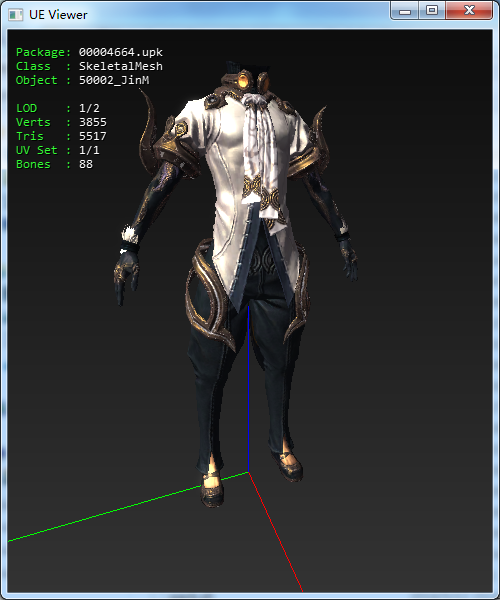 UE Viewer
Package: 00004664.upk
Class : SkeletalMesh
Object : 50002_JinM
LOD : 1/2
Verts : 3855
Tris : 5517
UV Set : 1/1
Bones : 88